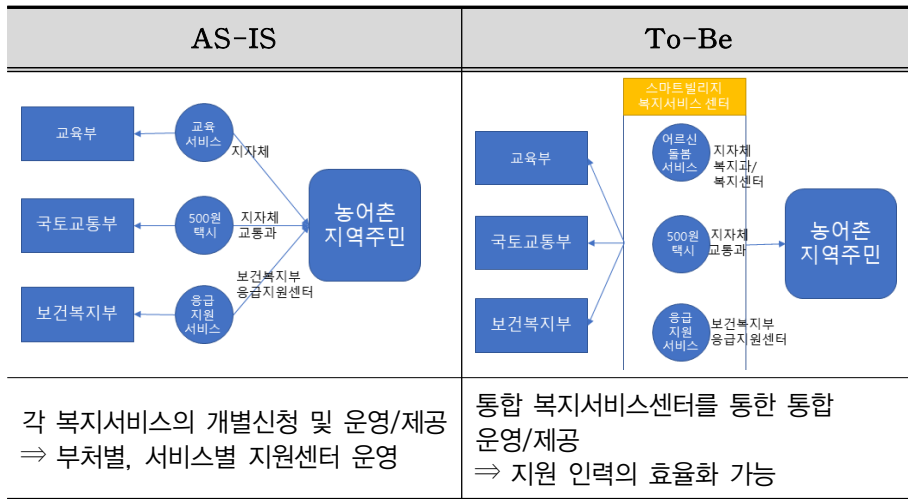 AS-IS
To-Be
교육부
교육
서비스
지자체
국토교통부
500원
택시
지자체
교통과
보건복지부
응급
지원
서비스
보건복지부
응급지원센터
농어촌
지역주민
스마트빌리지
복지서비스 센터
교육부
국토교통부
보건복지부
어르신
돌봄
서비스
지자체
복지과/
복지센터
500원
택시
지자체
교통과
응급
지원
서비스
보건복지부
응급지원센터
농어촌
지역주민
각 복지서비스의 개별신청 및 운영/제공
⇒ 부처별, 서비스별 지원센터 운영
통합 복지서비스센터를 통한 통합
운영/제공
⇒ 지원 인력의 효율화 가능